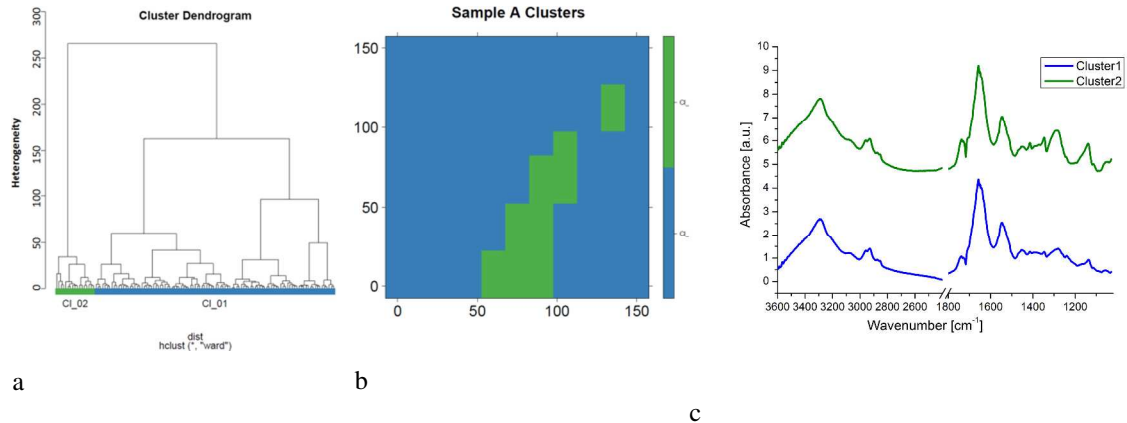 Cluster Dendrogram
Heterogeneity
300
250
200
150
100
50
0
Cl_02
Cl_01
dist
hclust (*, "ward")
a
Sample A Clusters
150
100
50
0
0
50
100
150
b
Absorbance [a.u.]
10
9
8
7
6
5
4
3
2
1
0
Cluster1
Cluster2
3600 3400 3200 3000 2800 2600 2400
1800
1600
1400
1200
Wavenumber [cm⁻¹]
c